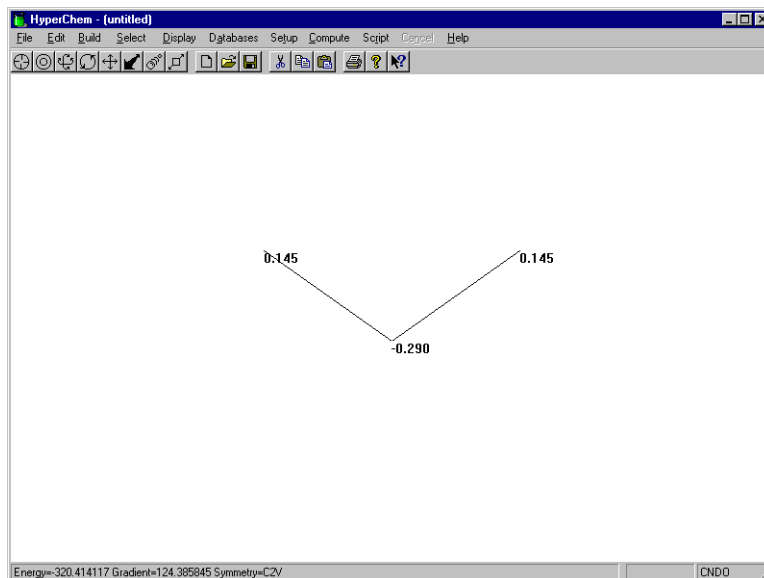 HyperChem - (untitled)
File Edit Build Select Display Databases Setup Compute Script Cancel Help
0.145 0.145
-0.290
Energy=-320.414117 Gradient=124.385845 Symmetry=C2V CNDO